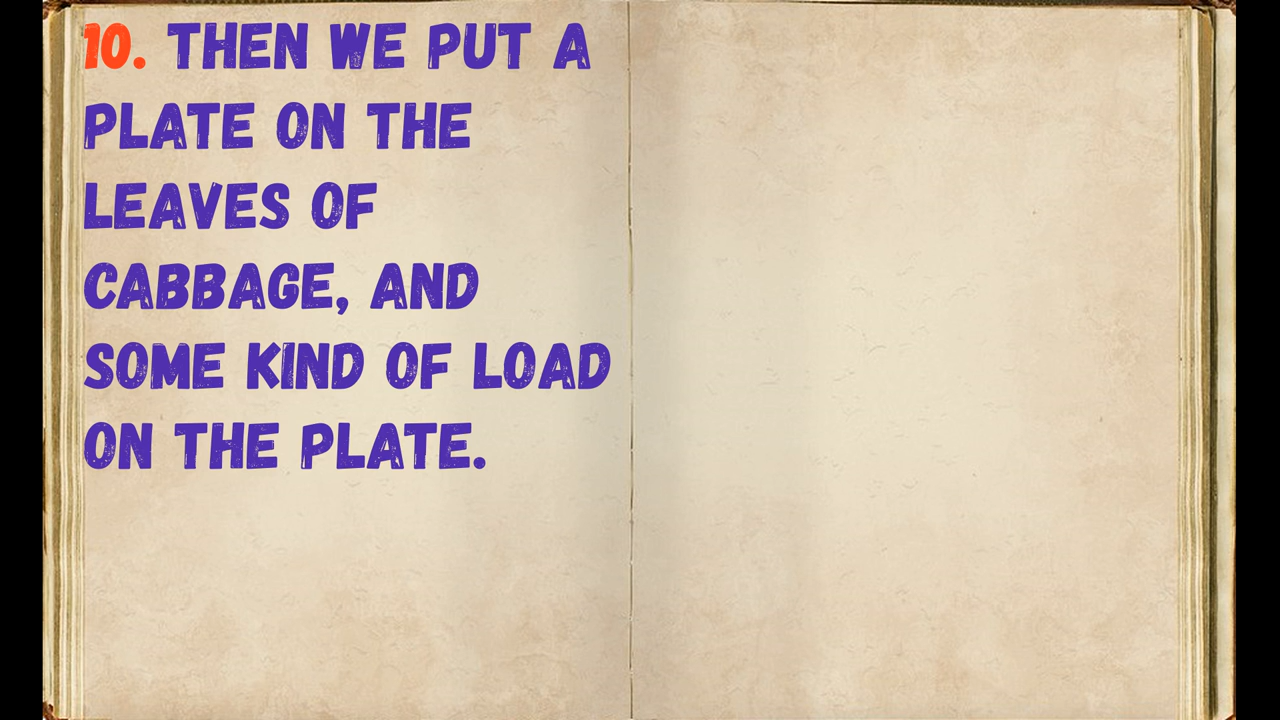 10. THEN WE PUT A
PLATE ON THE
LEAVES OF
CABBAGE, AND
SOME KIND OF LOAD
ON THE PLATE.